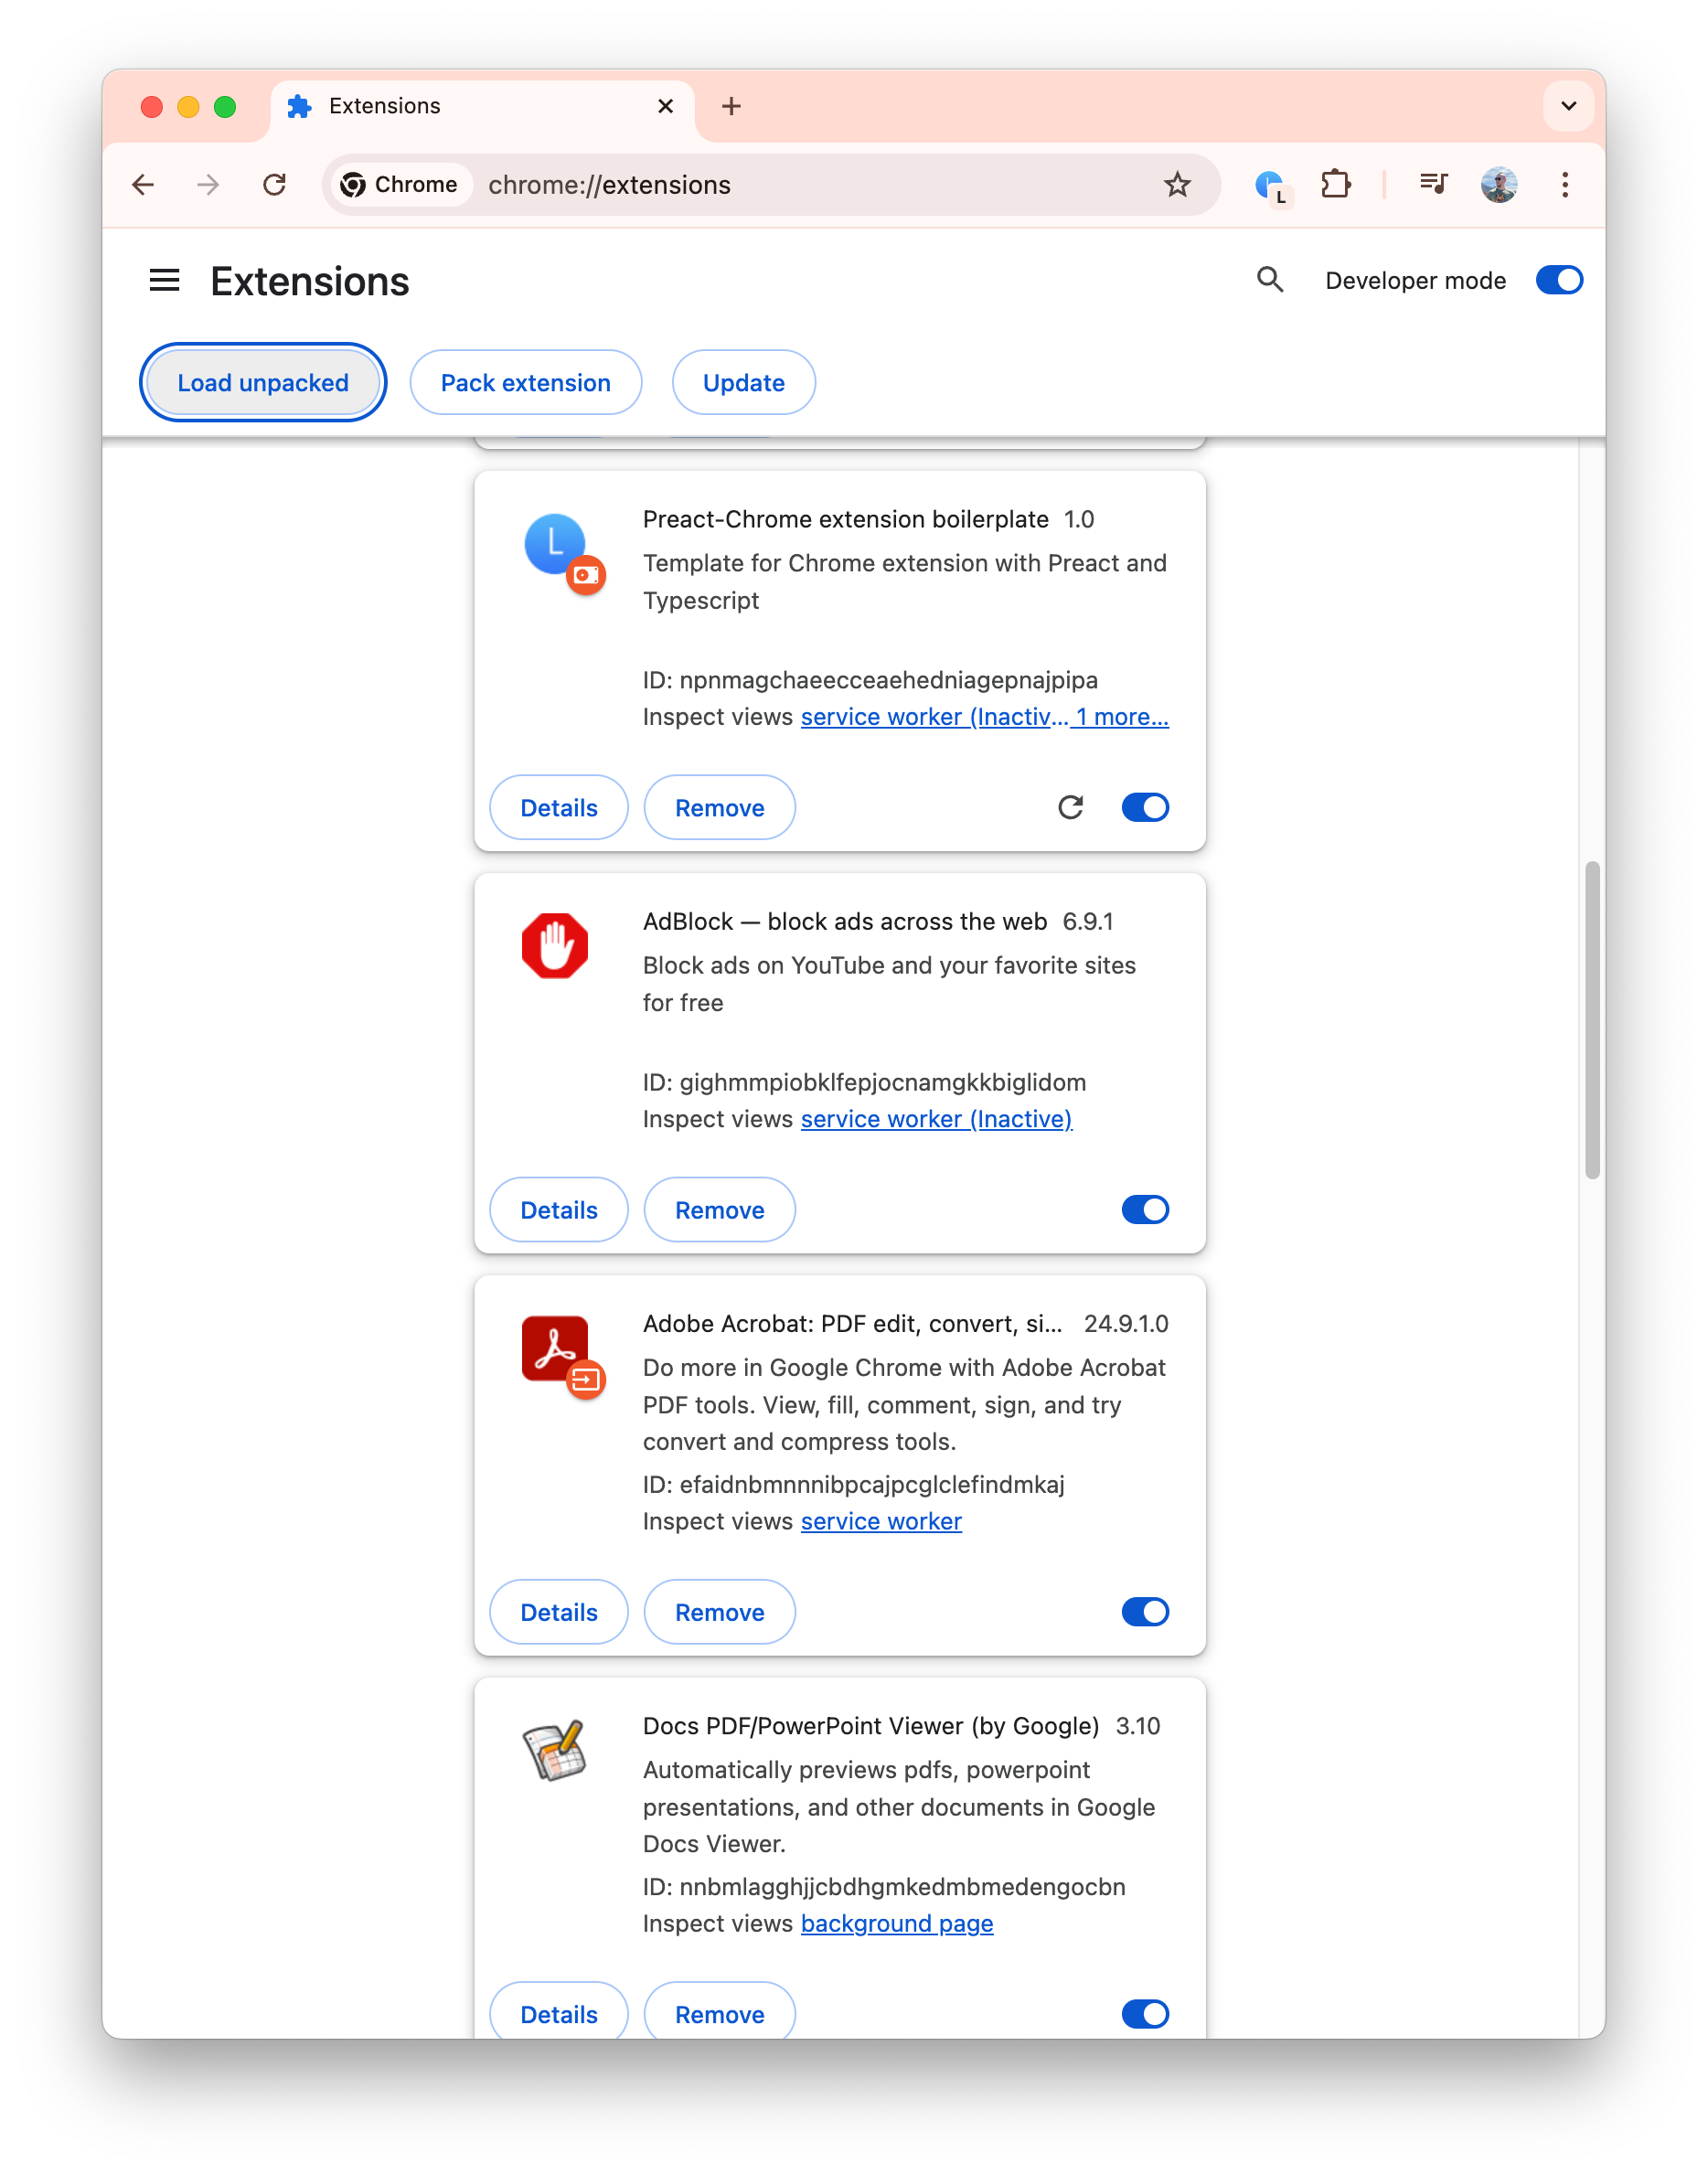 Extensions
Chrome
chrome://extensions
L
Extensions
Developer mode
Load unpacked
Pack extension
Update
L
Preact-Chrome extension boilerplate 1.0
Template for Chrome extension with Preact and
Typescript
ID: npnmagchaeecceaehedniagepnajpipa
Inspect views service worker (Inactiv... 1 more...
Details
Remove
AdBlock — block ads across the web 6.9.1
Block ads on YouTube and your favorite sites
for free
ID: gighmmpiobklfepjocnamgkkbiglidom
Inspect views service worker (Inactive)
Details
Remove
Adobe Acrobat: PDF edit, convert, si... 24.9.1.0
Do more in Google Chrome with Adobe Acrobat
PDF tools. View, fill, comment, sign, and try
convert and compress tools.
ID: efaidnbmnnnibpcajpcglclefindmkaj
Inspect views service worker
Details
Remove
Docs PDF/PowerPoint Viewer (by Google) 3.10
Automatically previews pdfs, powerpoint
presentations, and other documents in Google
Docs Viewer.
ID: nnbmlagghjjcbdhgmkedmbmedengocbn
Inspect views background page
Details
Remove